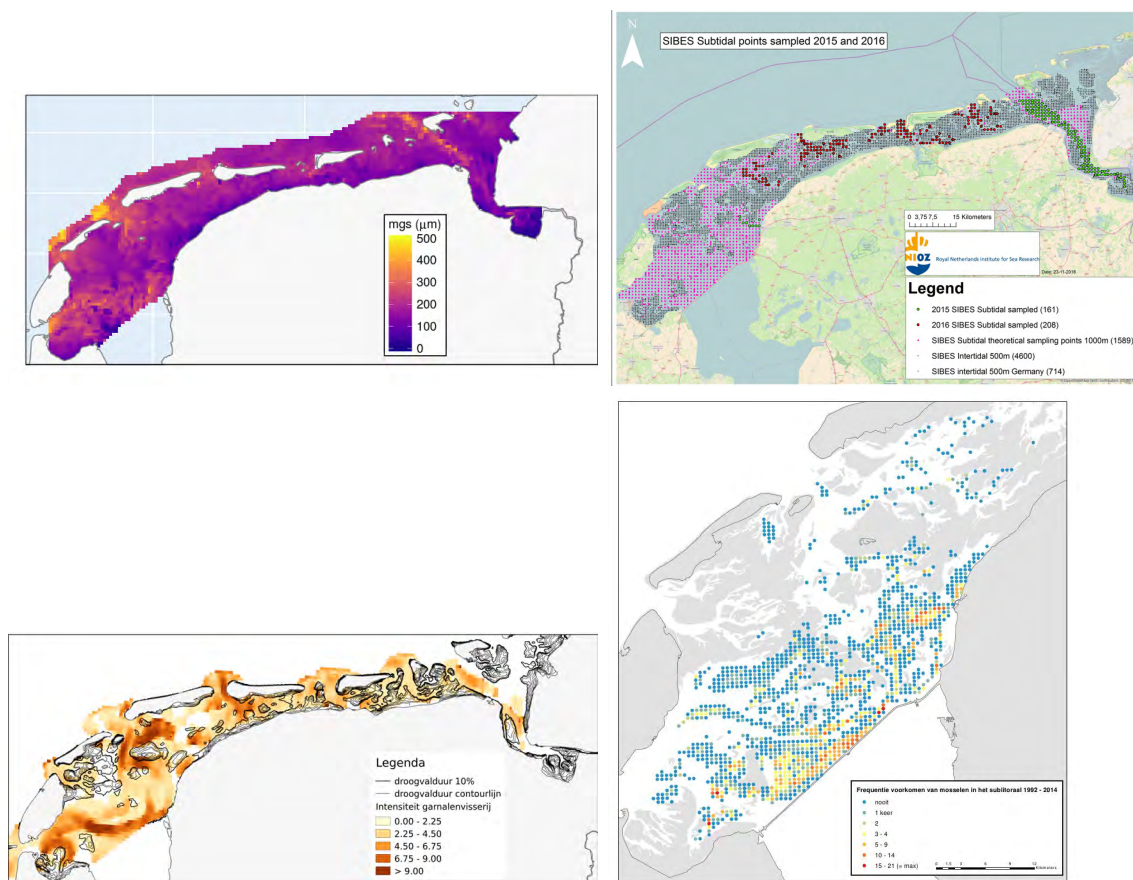 mgs (µm)
500
400
300
200
100
0
N
SIBES Subtidal points sampled 2015 and 2016
0 3,75 7,5 15 Kilometers
NIOZ
Royal Netherlands Institute for Sea Research
Date: 23-11-2016
Legend
2015 SIBES Subtidal sampled (161)
2016 SIBES Subtidal sampled (208)
SIBES Subtidal theoretical sampling points 1000m (1589)
SIBES Intertidal 500m (4600)
SIBES intertidal 500m Germany (714)
Legenda
droogvalduur 10%
droogvalduur contourlijn
Intensiteit garnalenvisserij
0.00 - 2.25
2.25 - 4.50
4.50 - 6.75
6.75 - 9.00
> 9.00
Frequentie voorkomen van mosselen in het sublitoraal 1992 - 2014
nooit
1 keer
2
3 - 4
5 - 9
10 - 14
15 - 21 (= max)